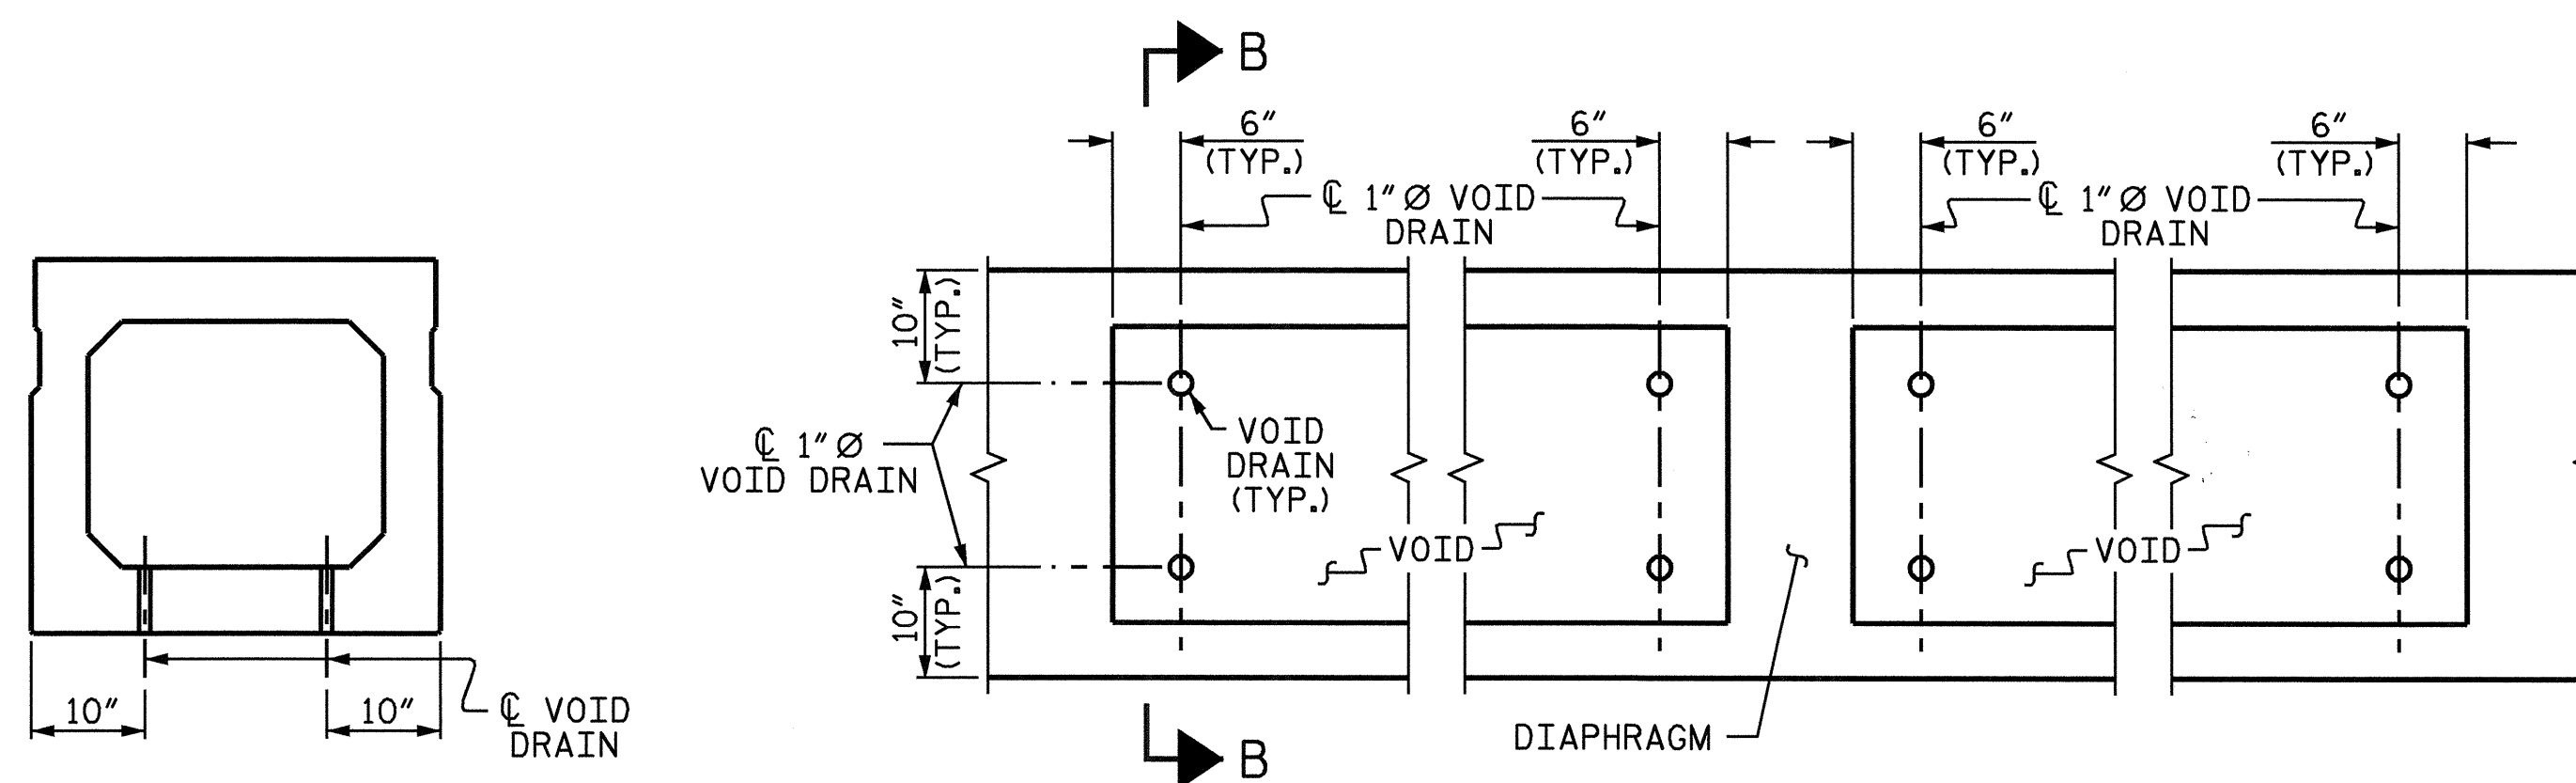 B
6"
(TYP.)
6"
(TYP.)
6"
(TYP.)
6"
(TYP.)
℄ 1"Ø VOID
DRAIN
℄ 1"Ø VOID
DRAIN
10"
(TYP.)
℄ 1"Ø
VOID DRAIN
VOID
DRAIN
(TYP.)
VOID
VOID
10"
(TYP.)
10"
10"
℄ VOID
DRAIN
DIAPHRAGM
B